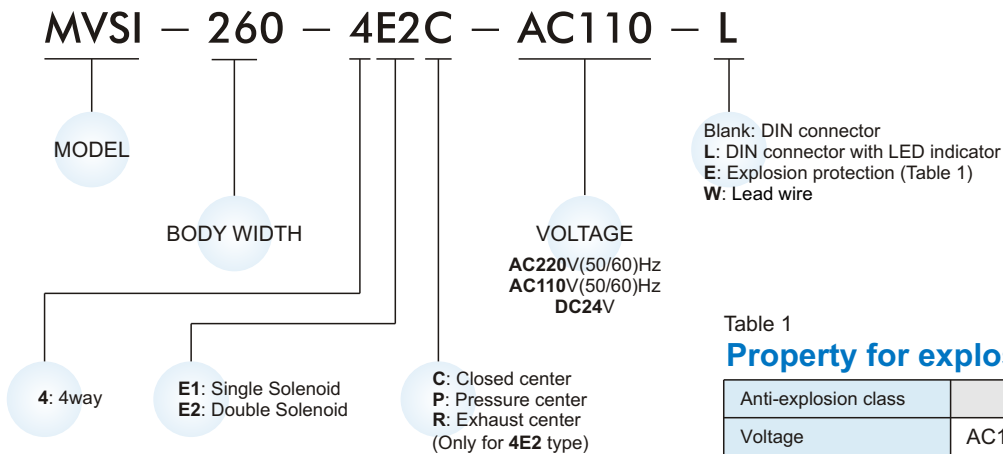 MVSI – 260 – 4E2C – AC110 – L
MODEL
BODY WIDTH
VOLTAGE
AC220V(50/60)Hz
AC110V(50/60)Hz
DC24V
Blank: DIN connector
L: DIN connector with LED indicator
E: Explosion protection (Table 1)
W: Lead wire
4: 4way
E1: Single Solenoid
E2: Double Solenoid
C: Closed center
P: Pressure center
R: Exhaust center
(Only for 4E2 type)
Table 1
Property for explos
Anti-explosion class
Voltage AC1